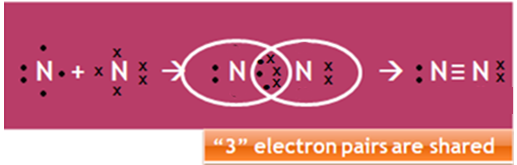 N + N → N N → N≡N
“3” electron pairs are shared